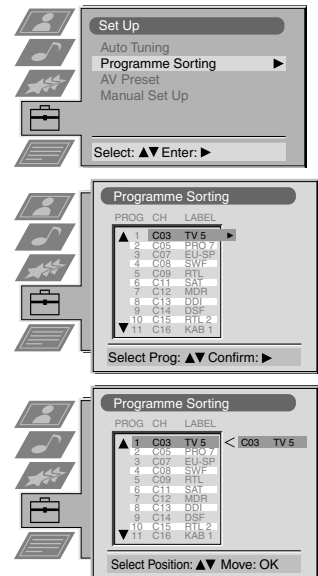 Set Up
Auto Tuning
Programme Sorting ►
AV Preset
Manual Set Up
Select: ▲▼ Enter: ►
Programme Sorting
PROG CH LABEL
▲ 1 C03 TV 5 ►
2 C05 PRO 7
3 C07 EU-SP
4 C08 SWF
5 C09 RTL
6 C11 SAT
7 C12 MDR
8 C13 DDI
9 C14 DSF
10 C15 RTL 2
▼ 11 C16 KAB 1
Select Prog: ▲▼ Confirm: ►
Programme Sorting
PROG CH LABEL
▲ 1 C03 TV 5 < C03 TV 5
2 C05 PRO 7
3 C07 EU-SP
4 C08 SWF
5 C09 RTL
6 C11 SAT
7 C12 MDR
8 C13 DDI
9 C14 DSF
10 C15 RTL 2
▼ 11 C16 KAB 1
Select Position: ▲▼ Move: OK